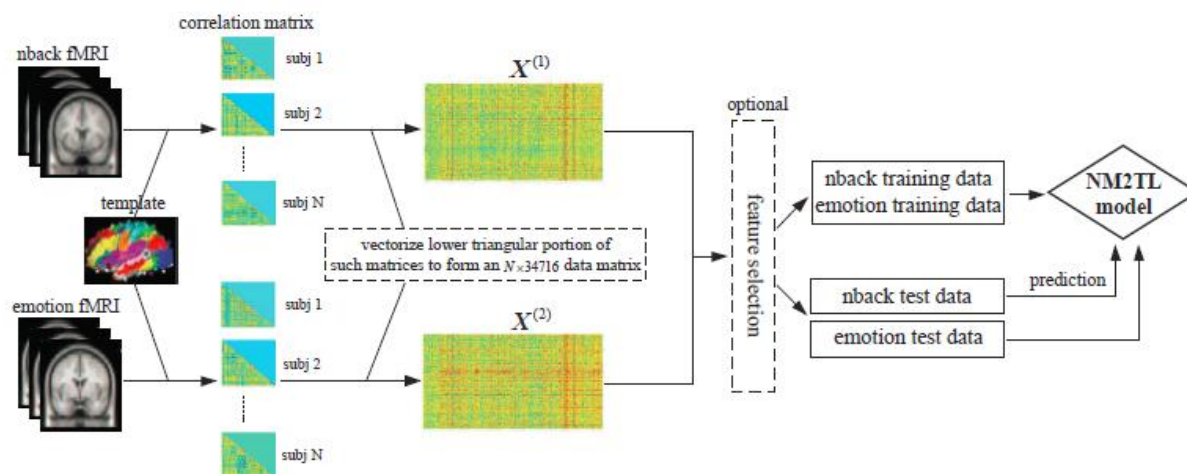 correlation matrix
nback fMRI
subj 1
subj 2
subj N
template
emotion fMRI
subj 1
subj 2
subj N
X(1)
vectorize lower triangular portion of
such matrices to form an N×34716 data matrix
X(2)
optional
feature selection
nback training data
emotion training data
NM2TL
model
nback test data
prediction
emotion test data